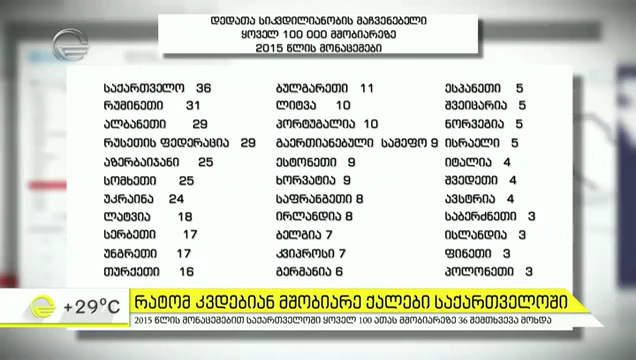 დედათა სიკვდილიანობის მაჩვენებელი
ყოველ 100 000 მშობიარეზე
2015 წლის მონაცემები
საქართველო 36
რუმინეთი 31
ალბანეთი 29
რუსეთის ფედერაცია 29
აზერბაიჯანი 25
სომხეთი 25
უკრაინა 24
ლატვია 18
სერბეთი 17
უნგრეთი 17
თურქეთი 16
ბულგარეთი 11
ლიტვა 10
პორტუგალია 10
გაერთიანებული სამეფო 9
ესტონეთი 9
ხორვატია 9
საფრანგეთი 8
ირლანდია 8
ბელგია 7
კვიპროსი 7
გერმანია 6
ესპანეთი 5
შვეიცარია 5
ნორვეგია 5
ისრაელი 5
იტალია 4
შვედეთი 4
ავსტრია 4
საბერძნეთი 3
ისლანდია 3
ფინეთი 3
პოლონეთი 3
+29°C
რატომ კვდებიან მშობიარე ქალები საქართველოში
2015 წლის მონაცემებით საქართველოში ყოველ 100 ათას მშობიარეზე 36 შემთხვევა მოხდა